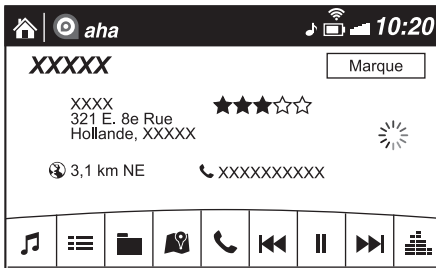 aha 10:20
XXXXX Marque
XXXX
321 E. 8e Rue
Hollande, XXXXX
3,1 km NE XXXXXXXXXX